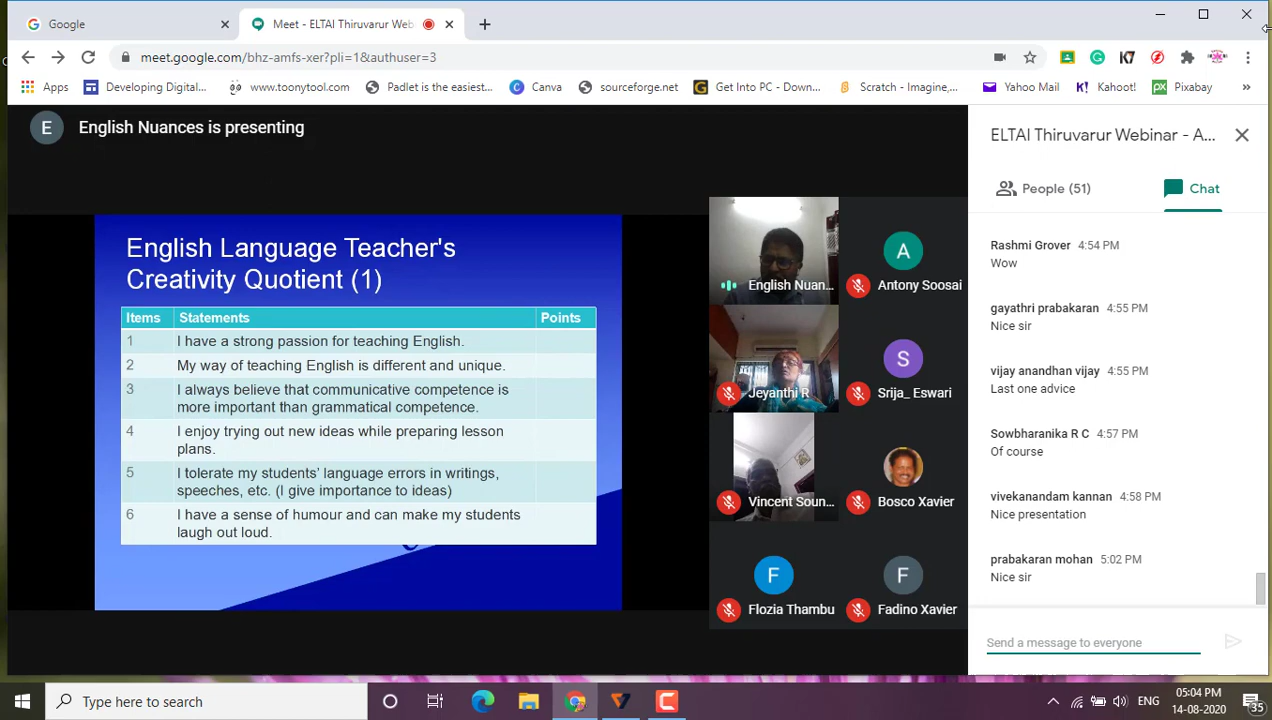 Google
Meet - ELTAI Thiruvarur Web
meet.google.com/bhz-amfs-xer?pli=1&authuser=3
Apps
Developing Digital...
www.tonytool.com
Padlet is the easiest...
Canva
sourceforge.net
Get Into PC - Down...
Scratch - Imagine,...
Yahoo Mail
Kahoot!
Pixabay
E
English Nuances is presenting
English Language Teacher's
Creativity Quotient (1)
Items Statements Points
1 I have a strong passion for teaching English.
2 My way of teaching English is different and unique.
3 I always believe that communicative competence is
more important than grammatical competence.
4 I enjoy trying out new ideas while preparing lesson
plans.
5 I tolerate my students' language errors in writings,
speeches, etc. (I give importance to ideas)
6 I have a sense of humour and can make my students
laugh out loud.
English Nuan...
A
Antony Soosai
Jeyanthi R
S
Srija_ Eswari
Vincent Soun...
Bosco Xavier
F
Flozia Thambu
F
Fadino Xavier
ELTAI Thiruvarur Webinar - A...
People (51)
Chat
Rashmi Grover 4:54 PM
Wow
gayathri prabakaran 4:55 PM
Nice sir
vijay anandhan vijay 4:55 PM
Last one advice
Sowbharanika R C 4:57 PM
Of course
vivekanandam kannan 4:58 PM
Nice presentation
prabakaran mohan 5:02 PM
Nice sir
Send a message to everyone
Type here to search
ENG
05:04 PM
14-08-2020
35